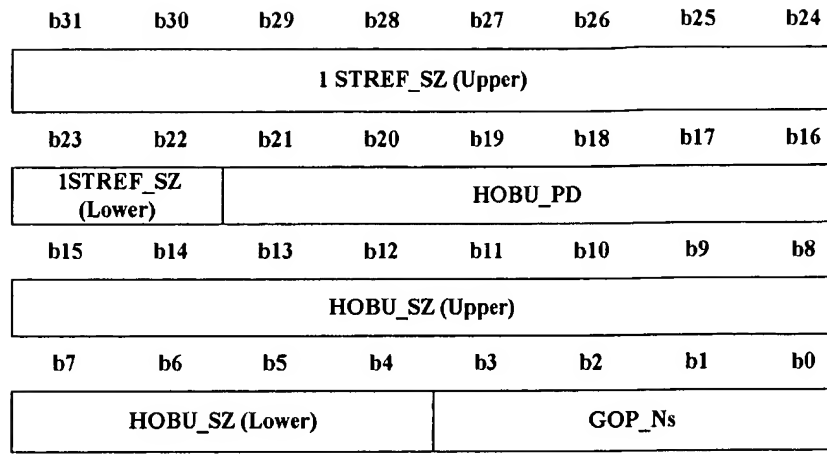 b31 b30 b29 b28 b27 b26 b25 b24
1 STREF_SZ (Upper)
b23 b22 b21 b20 b19 b18 b17 b16
1STREF_SZ
(Lower)
HOBU_PD
b15 b14 b13 b12 b11 b10 b9 b8
HOBU_SZ (Upper)
b7 b6 b5 b4 b3 b2 b1 b0
HOBU_SZ (Lower) GOP_Ns